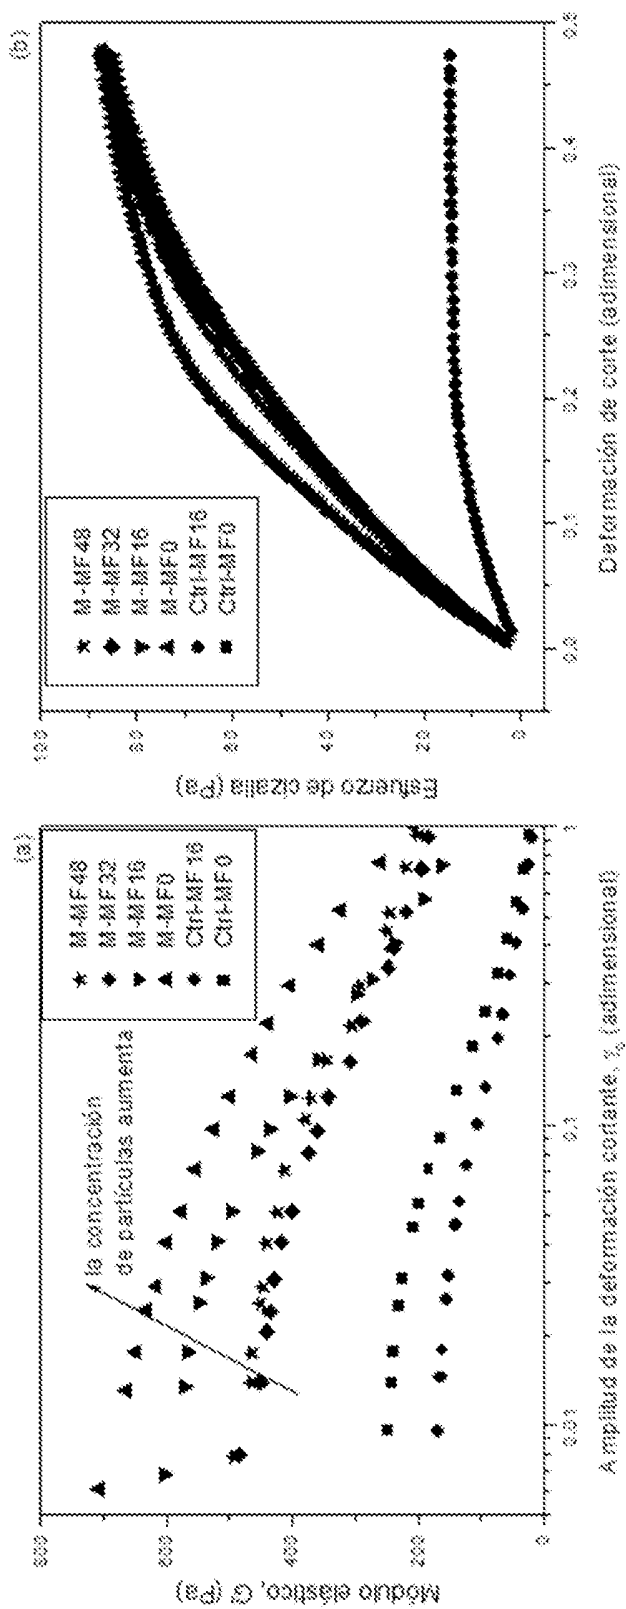 (a)
M-MF48
M-MF32
M-MF16
M-MF0
Ctrl-MF16
Ctrl-MF0
la concentración
de partículas aumenta
800
600
400
200
0
Módulo elástico, G' (Pa)
0.01
0.1
1
Amplitud de la deformación cortante, γ₀ (adimensional)
(b)
M-MF48
M-MF32
M-MF16
M-MF0
Ctrl-MF16
Ctrl-MF0
100
80
60
40
20
0
Esfuerzo de cizalla (Pa)
0.0
0.1
0.2
0.3
0.4
0.5
Deformación de corte (adimensional)